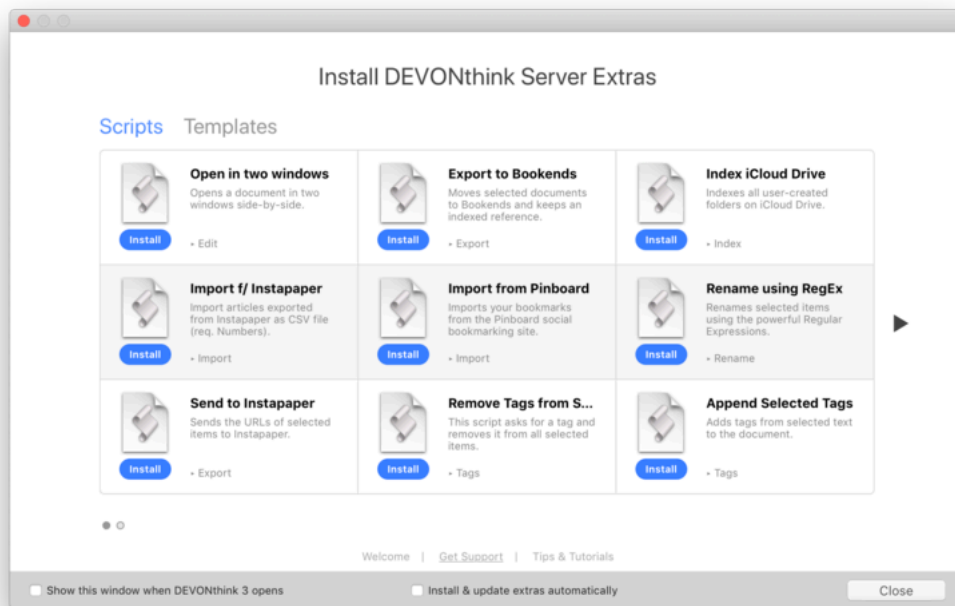 Install DEVONthink Server Extras
Scripts Templates
Open in two windows
Opens a document in two
windows side-by-side.
Install
▸ Edit
Export to Bookends
Moves selected documents
to Bookends and keeps an
indexed reference.
Install
▸ Export
Index iCloud Drive
Indexes all user-created
folders on iCloud Drive.
Install
▸ Index
Import f/ Instapaper
Import articles exported
from Instapaper as CSV file
(req. Numbers).
Install
▸ Import
Import from Pinboard
Imports your bookmarks
from the Pinboard social
bookmarking site.
Install
▸ Import
Rename using RegEx
Renames selected items
using the powerful Regular
Expressions.
Install
▸ Rename
Send to Instapaper
Sends the URLs of selected
items to Instapaper.
Install
▸ Export
Remove Tags from S...
This script asks for a tag and
removes it from all selected
items.
Install
▸ Tags
Append Selected Tags
Adds tags from selected text
to the document.
Install
▸ Tags
Welcome | Get Support | Tips & Tutorials
Show this window when DEVONthink 3 opens
Install & update extras automatically
Close